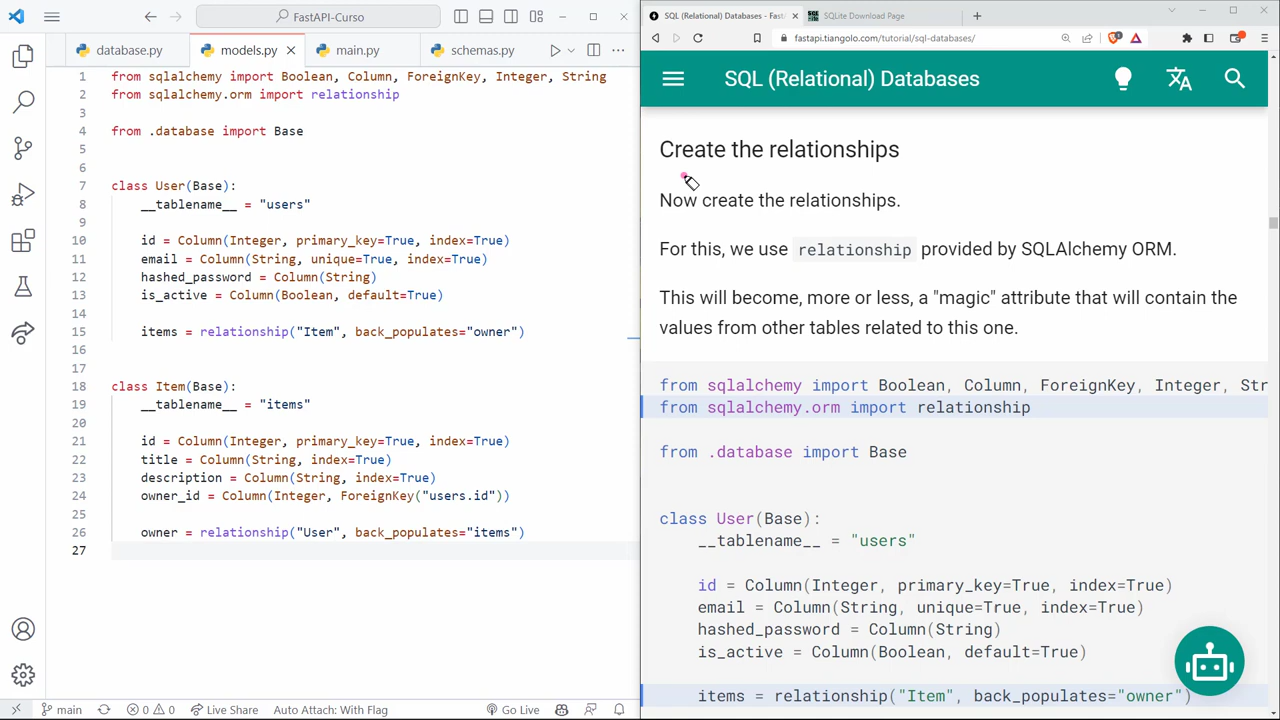 FastAPI-Curso
database.py
models.py
main.py
schemas.py
1 from sqlalchemy import Boolean, Column, ForeignKey, Integer, String
2 from sqlalchemy.orm import relationship
3
4 from .database import Base
5
6
7 class User(Base):
8 __tablename__ = "users"
9
10 id = Column(Integer, primary_key=True, index=True)
11 email = Column(String, unique=True, index=True)
12 hashed_password = Column(String)
13 is_active = Column(Boolean, default=True)
14
15 items = relationship("Item", back_populates="owner")
16
17
18 class Item(Base):
19 __tablename__ = "items"
20
21 id = Column(Integer, primary_key=True, index=True)
22 title = Column(String, index=True)
23 description = Column(String, index=True)
24 owner_id = Column(Integer, ForeignKey("users.id"))
25
26 owner = relationship("User", back_populates="items")
27
main
0 0
Live Share
Auto Attach: With Flag
Go Live
SQL (Relational) Databases - Fast
SQLite Download Page
fastapi.tiangolo.com/tutorial/sql-databases/
SQL (Relational) Databases
Create the relationships
Now create the relationships.
For this, we use relationship provided by SQLAlchemy ORM.
This will become, more or less, a "magic" attribute that will contain the
values from other tables related to this one.
from sqlalchemy import Boolean, Column, ForeignKey, Integer, Str
from sqlalchemy.orm import relationship
from .database import Base
class User(Base):
__tablename__ = "users"
id = Column(Integer, primary_key=True, index=True)
email = Column(String, unique=True, index=True)
hashed_password = Column(String)
is_active = Column(Boolean, default=True)
items = relationship("Item", back_populates="owner")